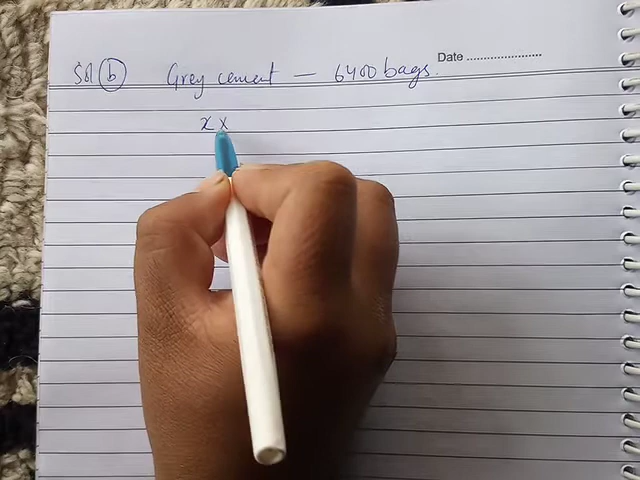 Date ........................
Sol (b) Grey cement — 6400 bags.
x x